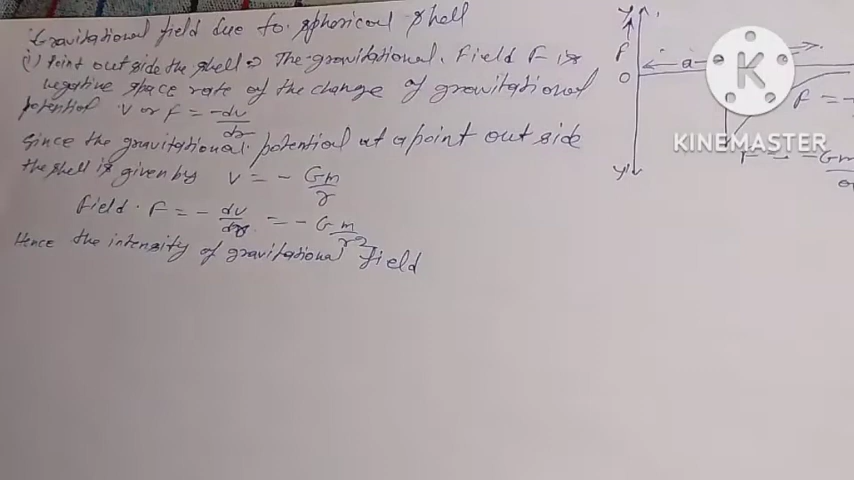 Gravitational field due to spherical shell
(i) Point out side the shell ⇒ The gravitational. Field F is
negative space rate of the change of gravitational
potential V or F = -dv/dr
Since the gravitational potential at a point out side
the shell is given by V = - Gm/r
Field. F = - dv/dr = - G m/r2
Hence the intensity of gravitational field
Y
F
O
a
F = -
F = - Gm
Y'
K
KINEMASTER